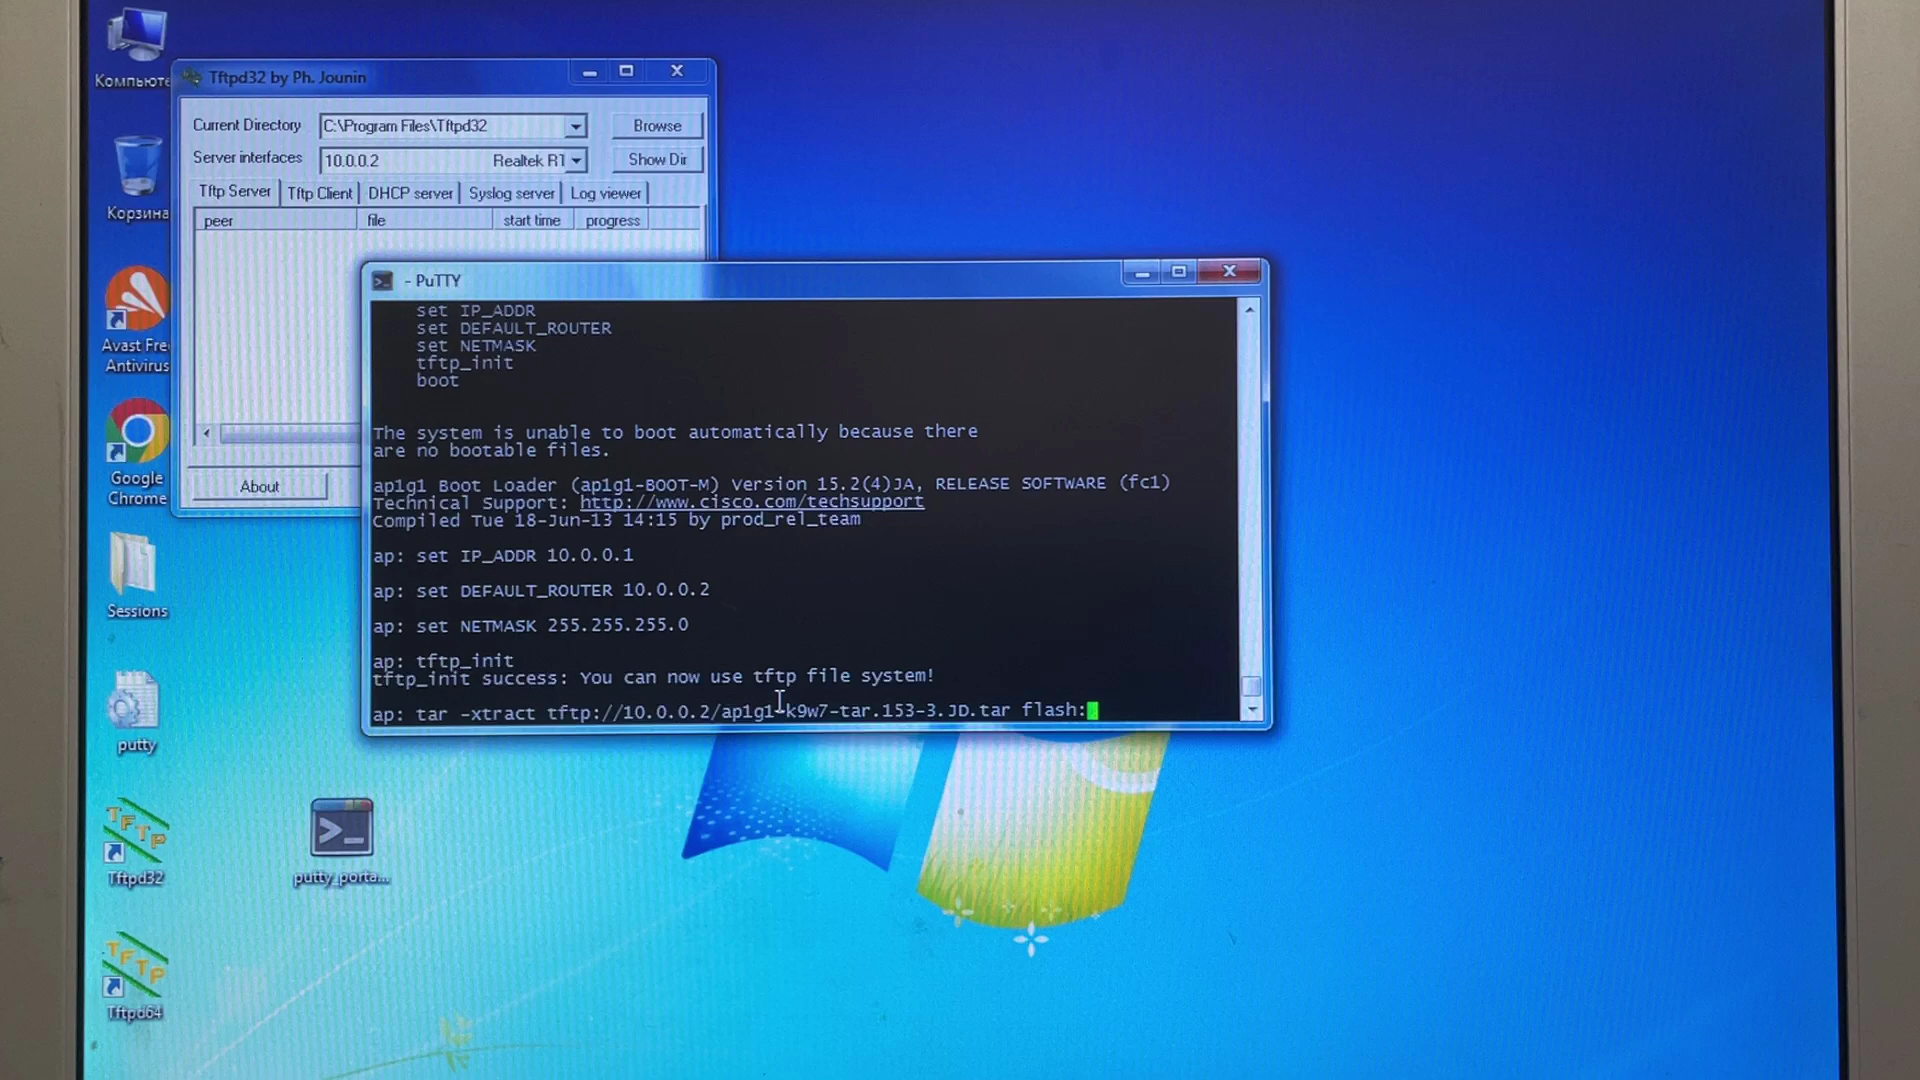 Компьюте
Корзина
Avast Fre
Antivirus
Google
Chrome
Sessions
putty
Tftpd32
Tftpd64
putty_porta...
Tftpd32 by Ph. Jounin
Current Directory C:\Program Files\Tftpd32 Browse
Server interfaces 10.0.0.2 Realtek RT Show Dir
Tftp Server Tftp Client DHCP server Syslog server Log viewer
peer file start time progress
About
- PuTTY
set IP_ADDR
set DEFAULT_ROUTER
set NETMASK
tftp_init
boot
The system is unable to boot automatically because there
are no bootable files.
ap1g1 Boot Loader (ap1g1-BOOT-M) Version 15.2(4)JA, RELEASE SOFTWARE (fc1)
Technical Support: http://www.cisco.com/techsupport
Compiled Tue 18-Jun-13 14:15 by prod_rel_team
ap: set IP_ADDR 10.0.0.1
ap: set DEFAULT_ROUTER 10.0.0.2
ap: set NETMASK 255.255.255.0
ap: tftp_init
tftp_init success: You can now use tftp file system!
ap: tar -xtract tftp://10.0.0.2/ap1g1-k9w7-tar.153-3.JD.tar flash: